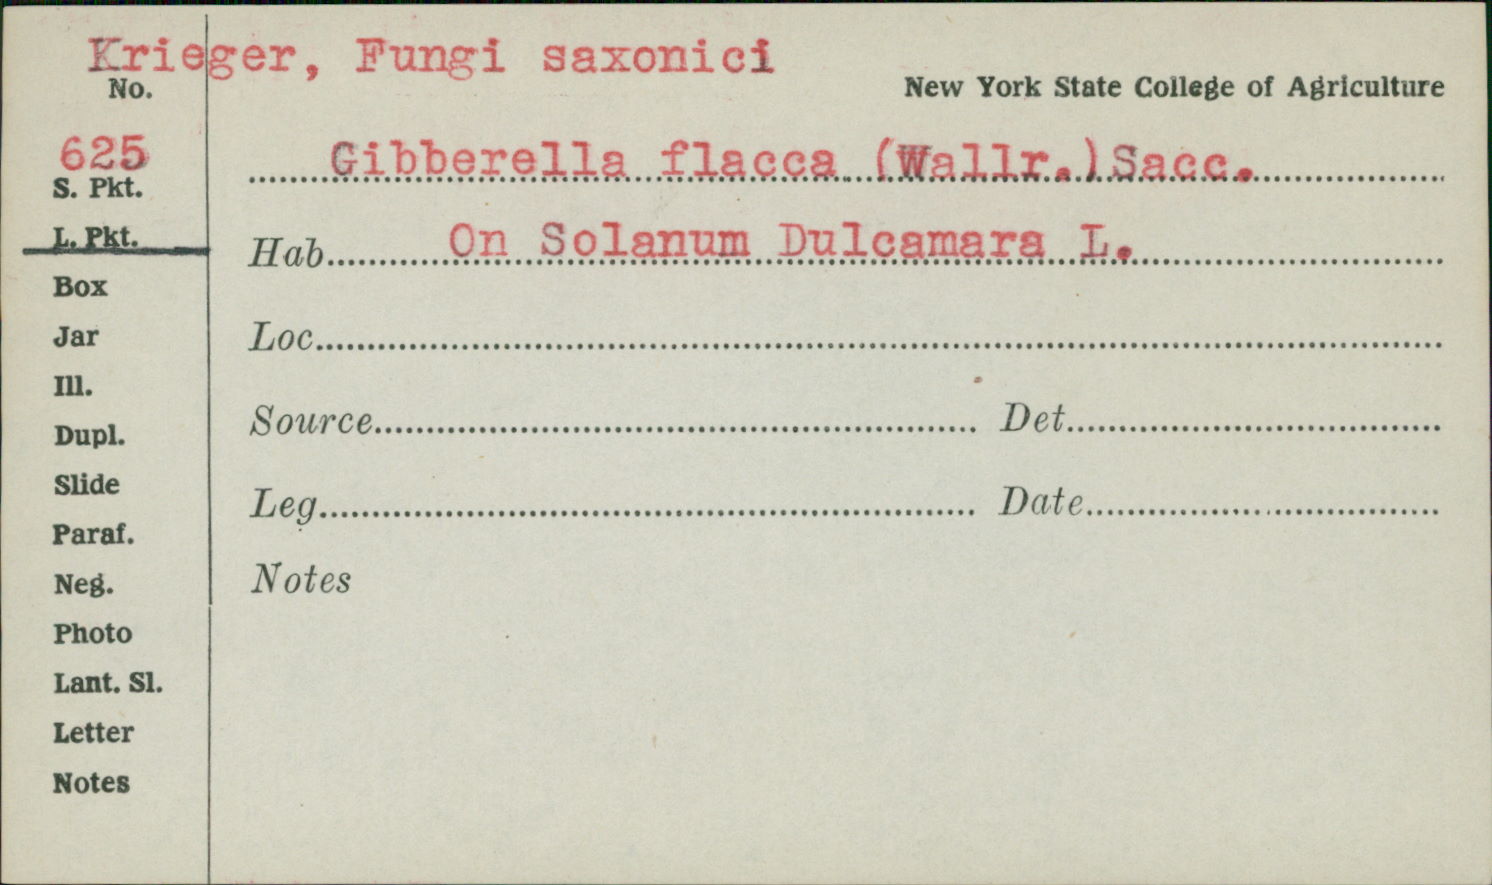 Krieger, Fungi saxonici
No.
New York State College of Agriculture
625
Gibberella flacca (Wallr.)Sacc.
S. Pkt.
L. Pkt.
Hab. On Solanum Dulcamara L.
Box
Jar
Loc.
Ill.
Source Det.
Dupl.
Slide
Leg. Date
Paraf.
Neg.
Notes
Photo
Lant. Sl.
Letter
Notes